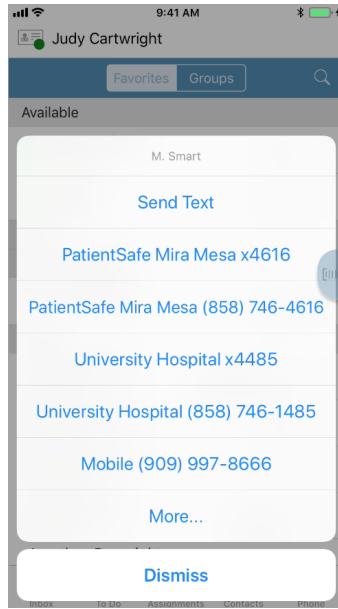 9:41 AM
Judy Cartwright
Favorites Groups
Available
M. Smart
Send Text
PatientSafe Mira Mesa x4616
PatientSafe Mira Mesa (858) 746-4616
University Hospital x4485
University Hospital (858) 746-1485
Mobile (909) 997-8666
More...
Dismiss
Inbox To Do Assignments Contacts Phone